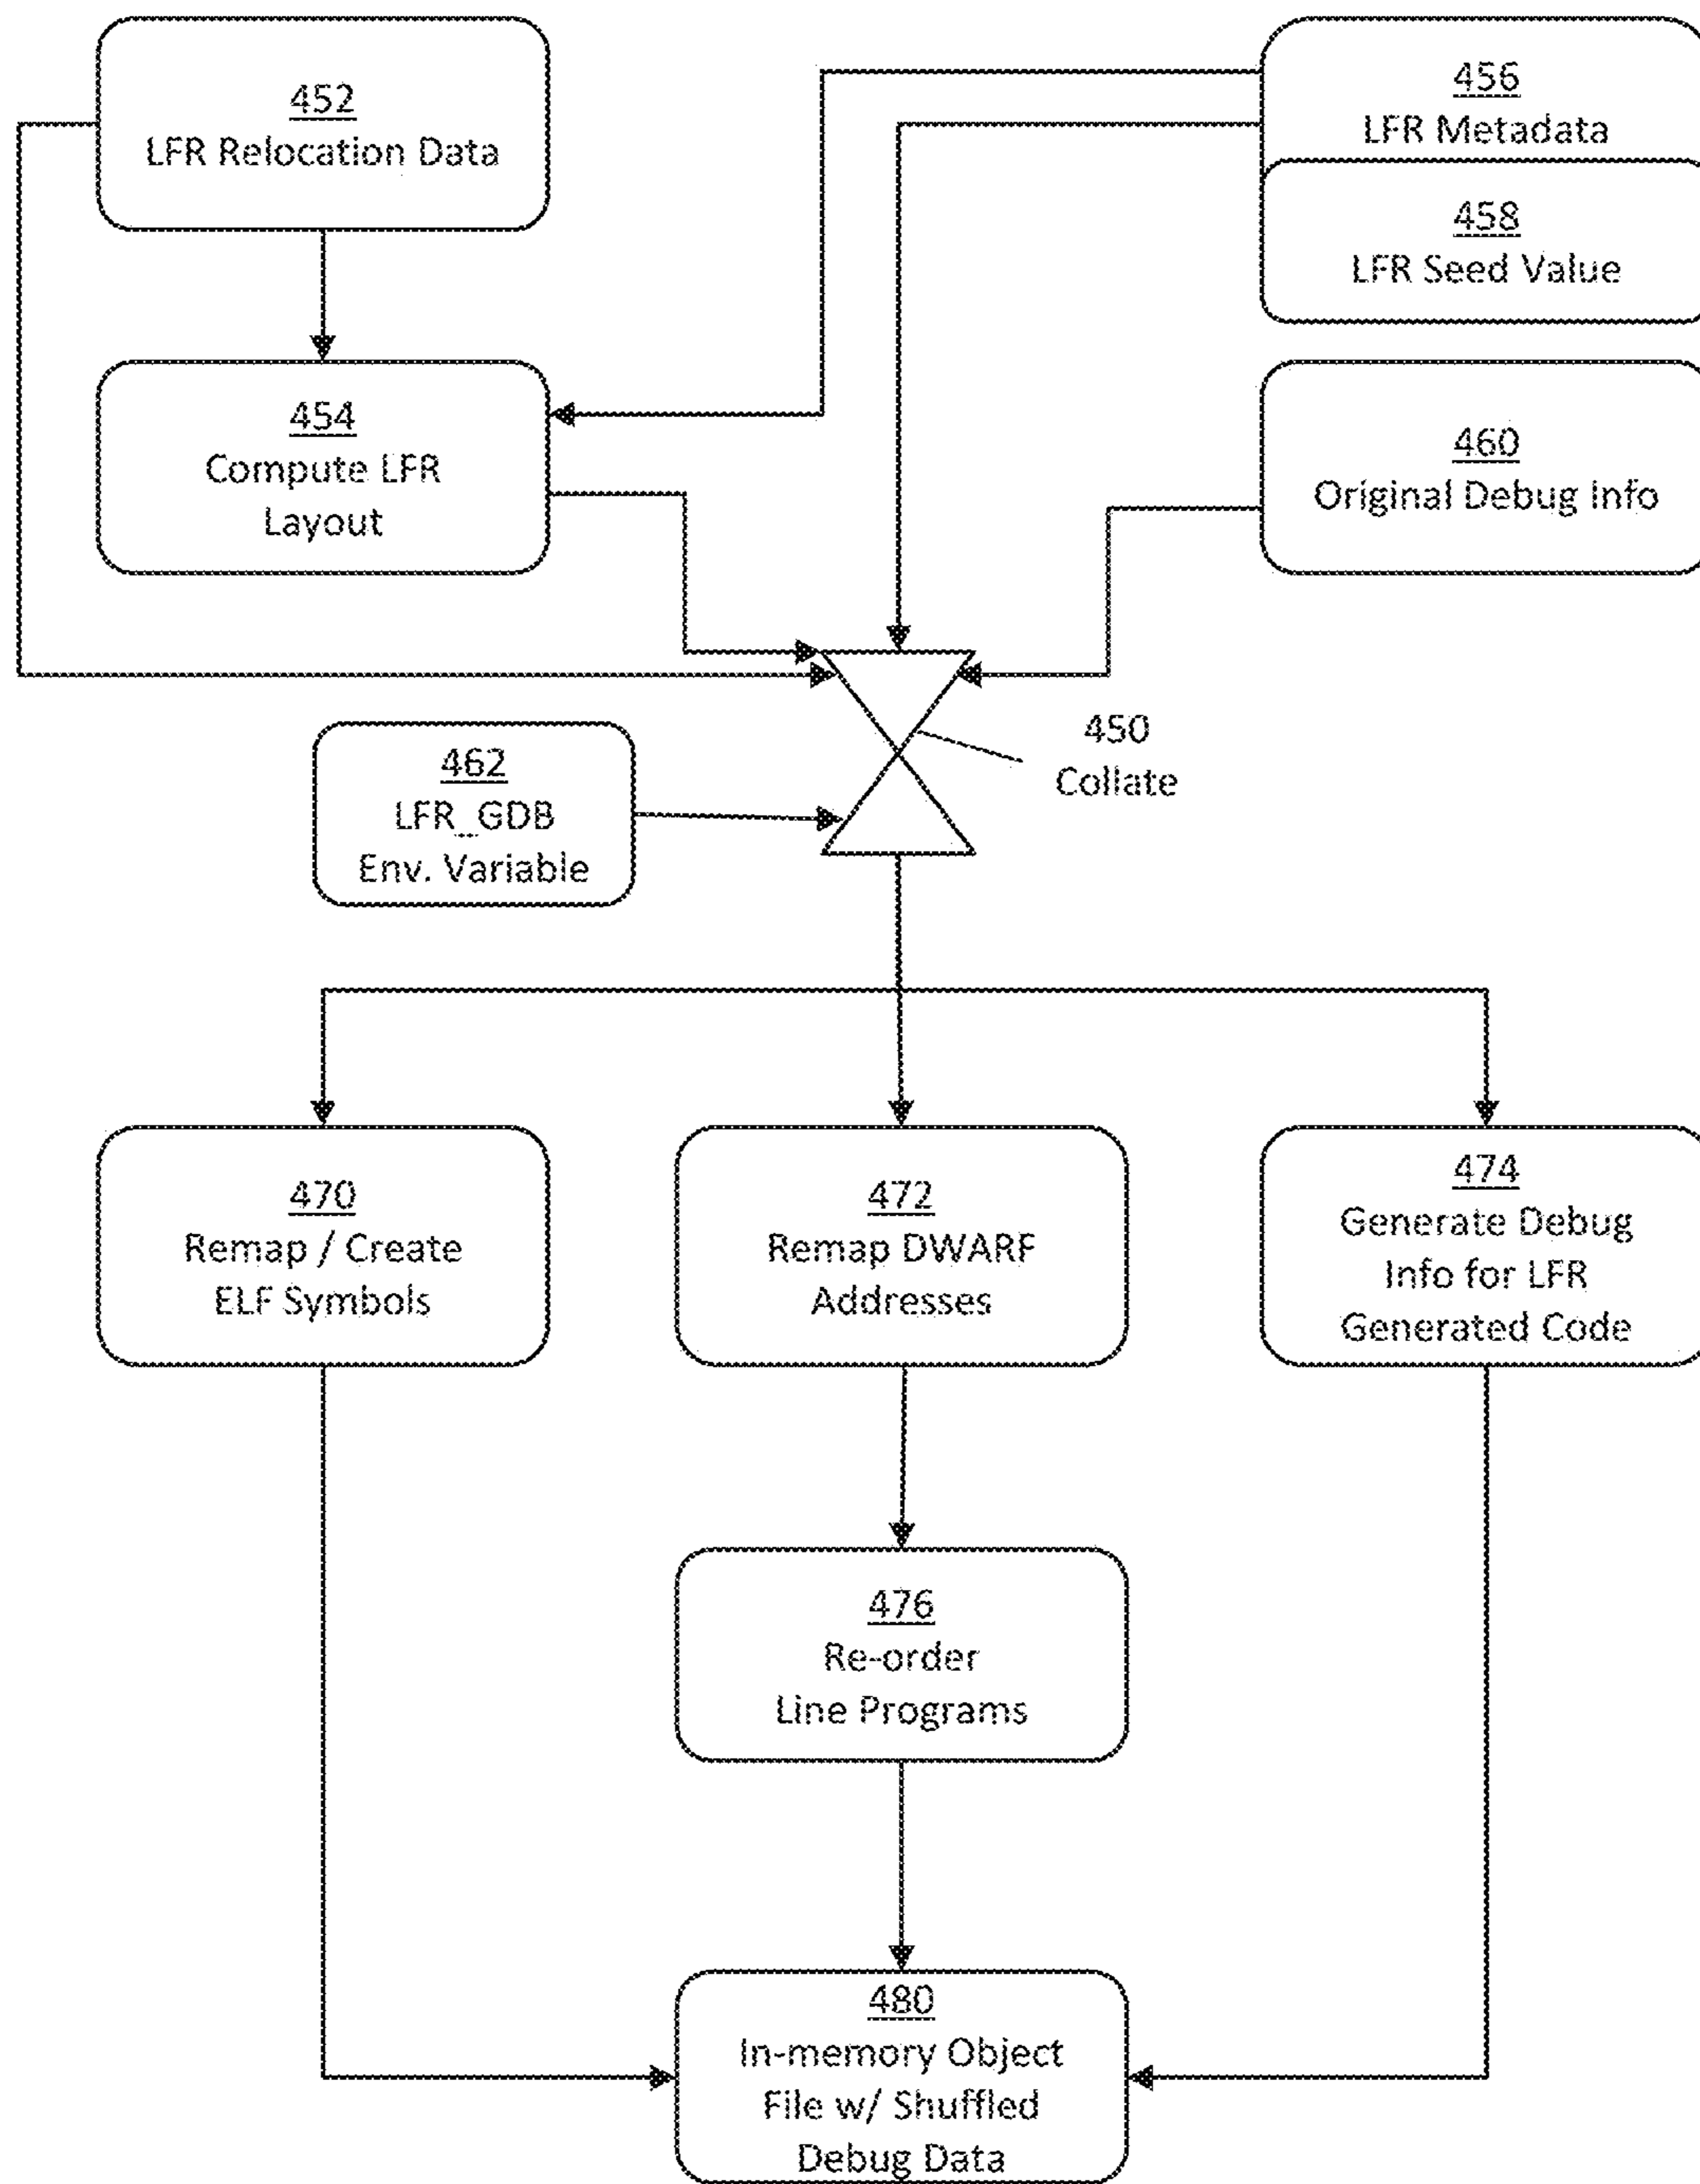 452
LFR Relocation Data
456
LFR Metadata
458
LFR Seed Value
454
Compute LFR
Layout
460
Original Debug Info
450
Collate
462
LFR_GDB
Env. Variable
470
Remap / Create
ELF Symbols
472
Remap DWARF
Addresses
474
Generate Debug
Info for LFR
Generated Code
476
Re-order
Line Programs
480
In-memory Object
File w/ Shuffled
Debug Data